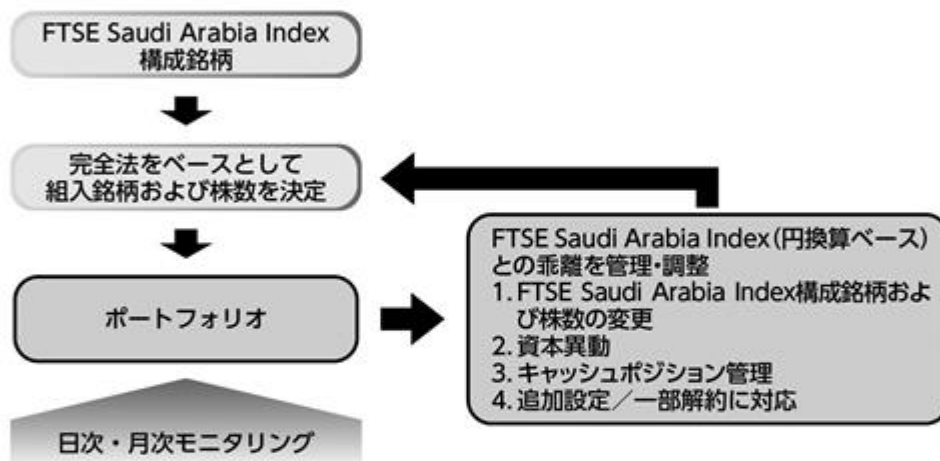 FTSE Saudi Arabia Index
構成銘柄
完全法をベースとして
組入銘柄および株数を決定
ポートフォリオ
日次・月次モニタリング
FTSE Saudi Arabia Index（円換算ベース）
との乖離を管理・調整
1. FTSE Saudi Arabia Index構成銘柄およ
び株数の変更
2. 資本異動
3. キャッシュポジション管理
4. 追加設定／一部解約に対応